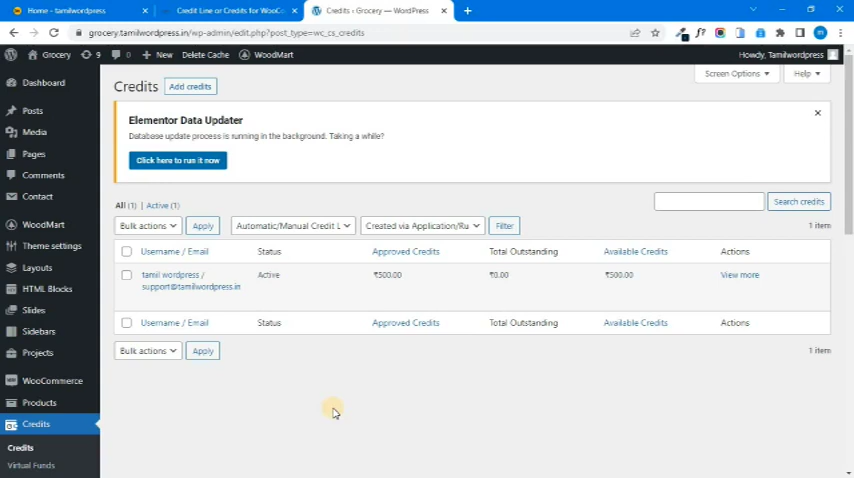 Home - tamilwordpress
Credit Line or Credits for WooCo
Credits ‹ Grocery — WordPress
grocery.tamilwordpress.in/wp-admin/edit.php?post_type=wc_cs_credits
Grocery 9 0 New Delete Cache WoodMart Howdy, Tamilwordpress
Dashboard
Posts
Media
Pages
Comments
Contact
WoodMart
Theme settings
Layouts
HTML Blocks
Slides
Sidebars
Projects
WooCommerce
Products
Credits
Credits
Virtual Funds
Screen Options Help
Credits Add credits
Elementor Data Updater
Database update process is running in the background. Taking a while?
Click here to run it now
All (1) | Active (1)
Search credits
Bulk actions Apply Automatic/Manual Credit L Created via Application/Ru Filter 1 item
Username / Email Status Approved Credits Total Outstanding Available Credits Actions
tamil wordpress / Active ₹500.00 ₹0.00 ₹500.00 View more
support@tamilwordpress.in
Username / Email Status Approved Credits Total Outstanding Available Credits Actions
Bulk actions Apply 1 item